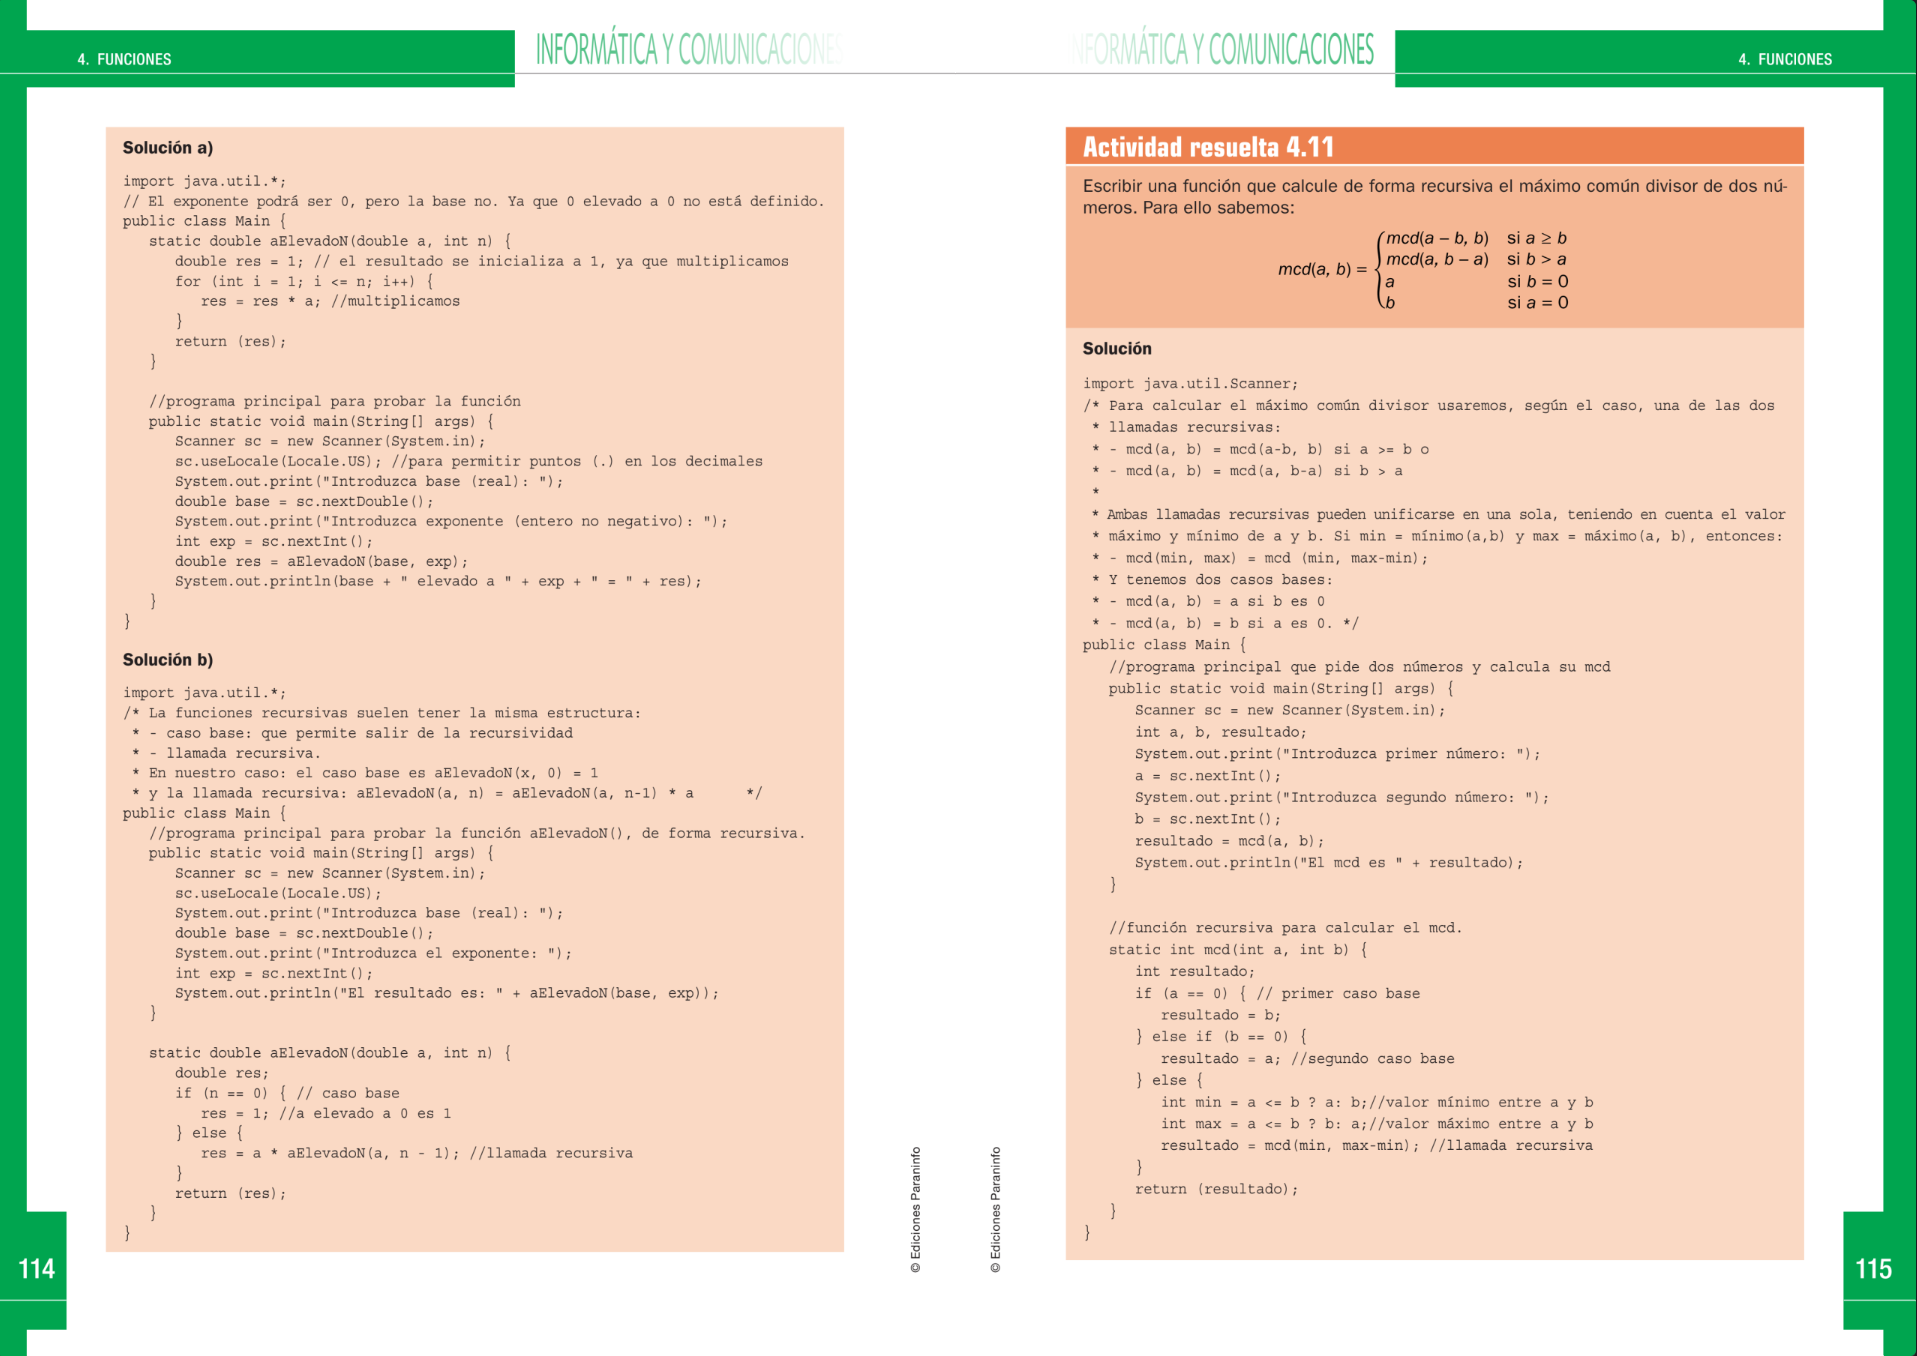 4. FUNCIONES
INFORMÁTICA Y COMUNICACIONES
Solución a)
import java.util.*;
// El exponente podrá ser 0, pero la base no. Ya que 0 elevado a 0 no está definido.
public class Main {
   static double aElevadoN(double a, int n) {
      double res = 1; // el resultado se inicializa a 1, ya que multiplicamos
      for (int i = 1; i <= n; i++) {
         res = res * a; //multiplicamos
      }
      return (res);
   }
   //programa principal para probar la función
   public static void main(String[] args) {
      Scanner sc = new Scanner(System.in);
      sc.useLocale(Locale.US); //para permitir puntos (.) en los decimales
      System.out.print("Introduzca base (real): ");
      double base = sc.nextDouble();
      System.out.print("Introduzca exponente (entero no negativo): ");
      int exp = sc.nextInt();
      double res = aElevadoN(base, exp);
      System.out.println(base + " elevado a " + exp + " = " + res);
   }
}
Solución b)
import java.util.*;
/* La funciones recursivas suelen tener la misma estructura:
 * - caso base: que permite salir de la recursividad
 * - llamada recursiva.
 * En nuestro caso: el caso base es aElevadoN(x, 0) = 1
 * y la llamada recursiva: aElevadoN(a, n) = aElevadoN(a, n-1) * a      */
public class Main {
   //programa principal para probar la función aElevadoN(), de forma recursiva.
   public static void main(String[] args) {
      Scanner sc = new Scanner(System.in);
      sc.useLocale(Locale.US);
      System.out.print("Introduzca base (real): ");
      double base = sc.nextDouble();
      System.out.print("Introduzca el exponente: ");
      int exp = sc.nextInt();
      System.out.println("El resultado es: " + aElevadoN(base, exp));
   }
   static double aElevadoN(double a, int n) {
      double res;
      if (n == 0) { // caso base
         res = 1; //a elevado a 0 es 1
      } else {
         res = a * aElevadoN(a, n - 1); //llamada recursiva
      }
      return (res);
   }
}
114
© Ediciones Paraninfo
INFORMÁTICA Y COMUNICACIONES
4. FUNCIONES
Actividad resuelta 4.11
Escribir una función que calcule de forma recursiva el máximo común divisor de dos nú-
meros. Para ello sabemos:
mcd(a, b) =
mcd(a – b, b) si a ≥ b
mcd(a, b – a) si b > a
a si b = 0
b si a = 0
Solución
import java.util.Scanner;
/* Para calcular el máximo común divisor usaremos, según el caso, una de las dos
 * llamadas recursivas:
 * - mcd(a, b) = mcd(a-b, b) si a >= b o
 * - mcd(a, b) = mcd(a, b-a) si b > a
 *
 * Ambas llamadas recursivas pueden unificarse en una sola, teniendo en cuenta el valor
 * máximo y mínimo de a y b. Si min = mínimo(a,b) y max = máximo(a, b), entonces:
 * - mcd(min, max) = mcd (min, max-min);
 * Y tenemos dos casos bases:
 * - mcd(a, b) = a si b es 0
 * - mcd(a, b) = b si a es 0. */
public class Main {
   //programa principal que pide dos números y calcula su mcd
   public static void main(String[] args) {
      Scanner sc = new Scanner(System.in);
      int a, b, resultado;
      System.out.print("Introduzca primer número: ");
      a = sc.nextInt();
      System.out.print("Introduzca segundo número: ");
      b = sc.nextInt();
      resultado = mcd(a, b);
      System.out.println("El mcd es " + resultado);
   }
   //función recursiva para calcular el mcd.
   static int mcd(int a, int b) {
      int resultado;
      if (a == 0) { // primer caso base
         resultado = b;
      } else if (b == 0) {
         resultado = a; //segundo caso base
      } else {
         int min = a <= b ? a: b;//valor mínimo entre a y b
         int max = a <= b ? b: a;//valor máximo entre a y b
         resultado = mcd(min, max-min); //llamada recursiva
      }
      return (resultado);
   }
}
© Ediciones Paraninfo
115